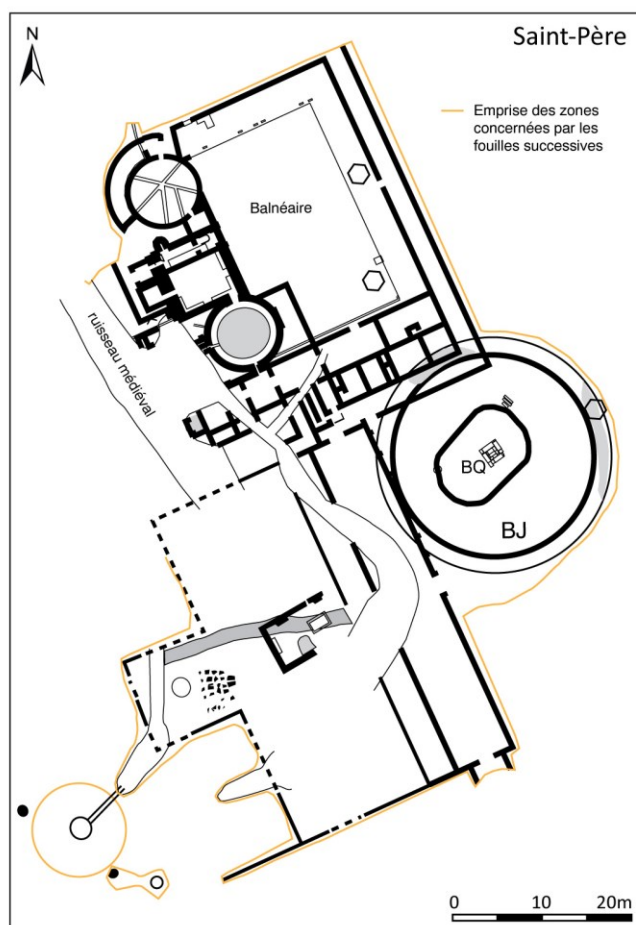 Saint-Père
N
Emprise des zones
concernées par les
fouilles successives
Balnéaire
ruisseau médiéval
BQ
BJ
0 10 20m